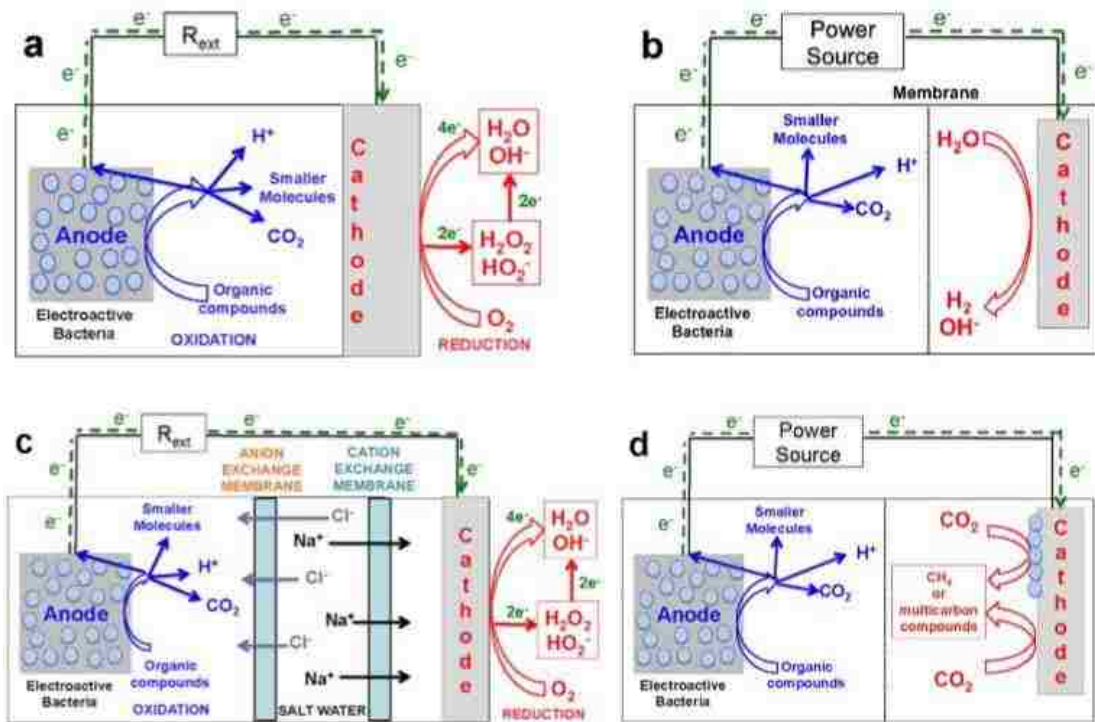 a
e⁻
e⁻
R_ext
e⁻
e⁻
e⁻
e⁻
Cathode
H⁺
Smaller
Molecules
CO₂
Anode
Organic
compounds
Electroactive
Bacteria
OXIDATION
4e⁻
H₂O
OH⁻
2e⁻
2e⁻
H₂O₂
HO₂⁻
O₂
REDUCTION
b
e⁻
Power
Source
e⁻
e⁻
e⁻
e⁻
Membrane
Smaller
Molecules
H⁺
CO₂
Anode
Organic
compounds
Electroactive
Bacteria
H₂O
H₂
OH⁻
Cathode
c
e⁻
R_ext
e⁻
e⁻
e⁻
e⁻
e⁻
ANION
EXCHANGE
MEMBRANE
CATION
EXCHANGE
MEMBRANE
Smaller
Molecules
H⁺
CO₂
Anode
Organic
compounds
Electroactive
Bacteria
OXIDATION
Cl⁻
Na⁺
Cl⁻
Na⁺
Cl⁻
Na⁺
SALT WATER
Cathode
4e⁻
H₂O
OH⁻
2e⁻
2e⁻
H₂O₂
HO₂⁻
O₂
REDUCTION
d
e⁻
Power
Source
e⁻
e⁻
e⁻
e⁻
Smaller
Molecules
H⁺
CO₂
Anode
Organic
compounds
Electroactive
Bacteria
CO₂
CH₄
or
multicarbon
compounds
CO₂
Cathode